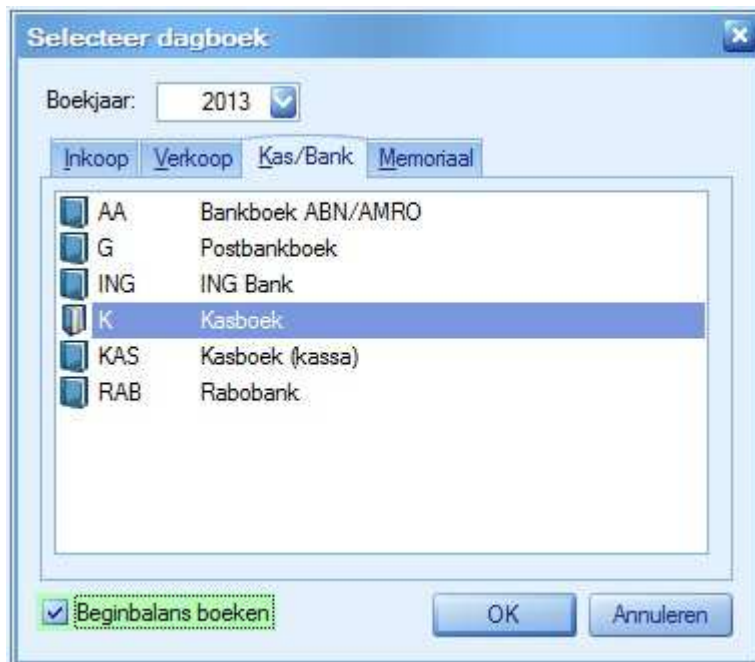 Selecteer dagboek
Boekjaar: 2013
Inkoop Verkoop Kas/Bank Memoriaal
AA Bankboek ABN/AMRO
G Postbankboek
ING ING Bank
K Kasboek
KAS Kasboek (kassa)
RAB Rabobank
Beginbalans boeken OK Annuleren